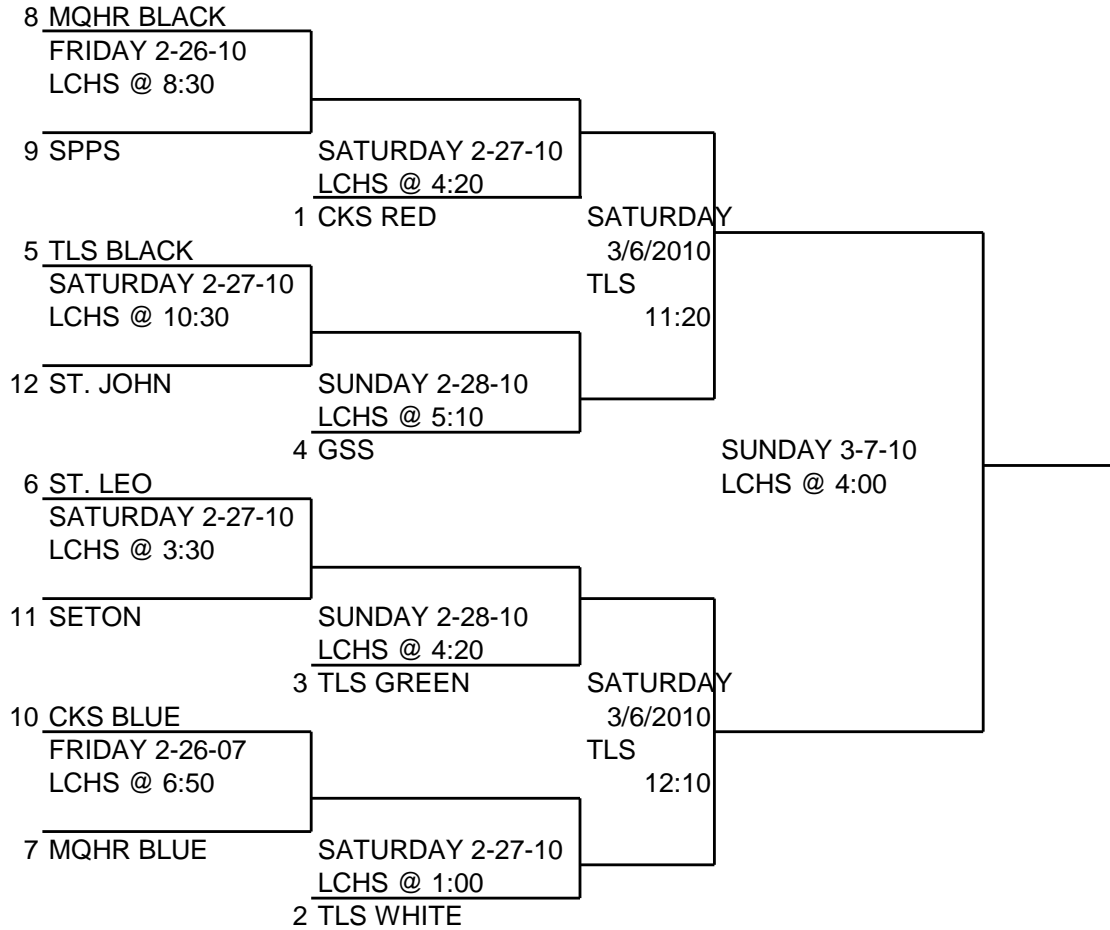 8 MQHR BLACK
FRIDAY 2-26-10
LCHS @ 8:30
9 SPPS
SATURDAY 2-27-10
LCHS @ 4:20
1 CKS RED
SATURDAY
3/6/2010
TLS
11:20
5 TLS BLACK
SATURDAY 2-27-10
LCHS @ 10:30
12 ST. JOHN
SUNDAY 2-28-10
LCHS @ 5:10
4 GSS
SUNDAY 3-7-10
LCHS @ 4:00
6 ST. LEO
SATURDAY 2-27-10
LCHS @ 3:30
11 SETON
SUNDAY 2-28-10
LCHS @ 4:20
3 TLS GREEN
SATURDAY
3/6/2010
TLS
12:10
10 CKS BLUE
FRIDAY 2-26-07
LCHS @ 6:50
7 MQHR BLUE
SATURDAY 2-27-10
LCHS @ 1:00
2 TLS WHITE